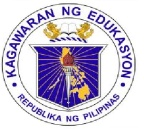 KAGAWARAN NG EDUKASYON
REPUBLIKA NG PILIPINAS